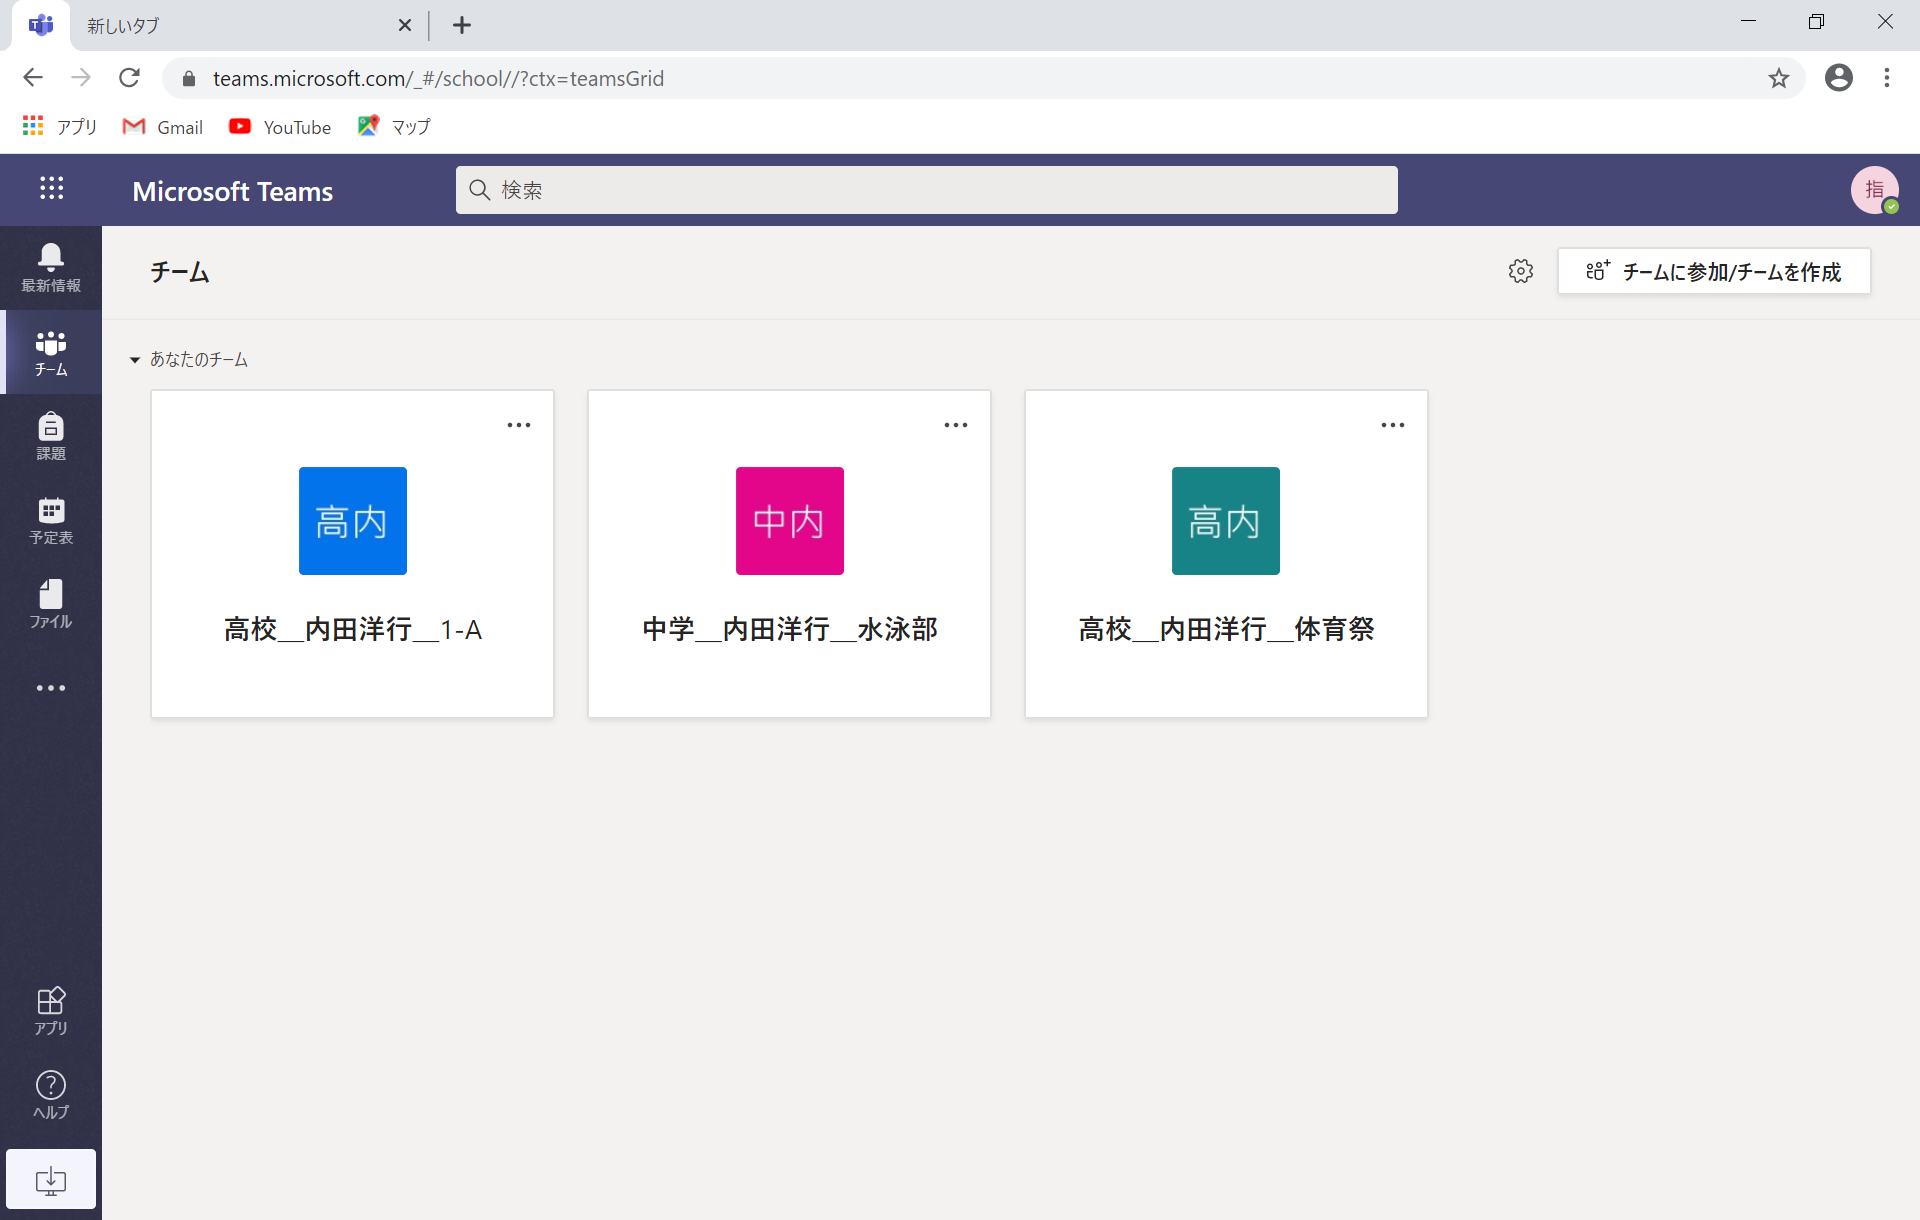 新しいタブ
teams.microsoft.com/_#/school//?ctx=teamsGrid
アプリ Gmail YouTube マップ
Microsoft Teams
検索
指
最新情報
チーム
課題
予定表
ファイル
アプリ
ヘルプ
チーム
チームに参加/チームを作成
あなたのチーム
高内
高校__内田洋行__1-A
中内
中学__内田洋行__水泳部
高内
高校__内田洋行__体育祭